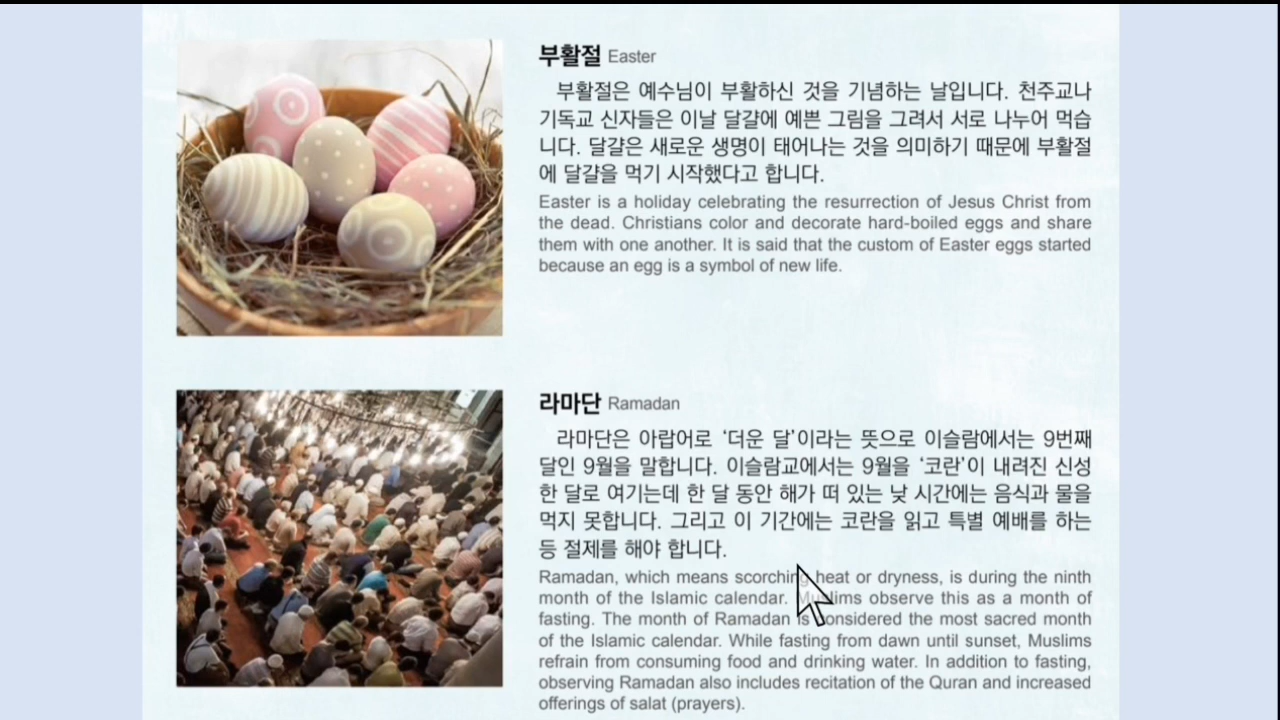 부활절 Easter
부활절은 예수님이 부활하신 것을 기념하는 날입니다. 천주교나
기독교 신자들은 이날 달걀에 예쁜 그림을 그려서 서로 나누어 먹습
니다. 달걀은 새로운 생명이 태어나는 것을 의미하기 때문에 부활절
에 달걀을 먹기 시작했다고 합니다.
Easter is a holiday celebrating the resurrection of Jesus Christ from
the dead. Christians color and decorate hard-boiled eggs and share
them with one another. It is said that the custom of Easter eggs started
because an egg is a symbol of new life.
라마단 Ramadan
라마단은 아랍어로 ‘더운 달’이라는 뜻으로 이슬람에서는 9번째
달인 9월을 말합니다. 이슬람교에서는 9월을 ‘코란’이 내려진 신성
한 달로 여기는데 한 달 동안 해가 떠 있는 낮 시간에는 음식과 물을
먹지 못합니다. 그리고 이 기간에는 코란을 읽고 특별 예배를 하는
등 절제를 해야 합니다.
Ramadan, which means scorching heat or dryness, is during the ninth
month of the Islamic calendar. Muslims observe this as a month of
fasting. The month of Ramadan is considered the most sacred month
of the Islamic calendar. While fasting from dawn until sunset, Muslims
refrain from consuming food and drinking water. In addition to fasting,
observing Ramadan also includes recitation of the Quran and increased
offerings of salat (prayers).